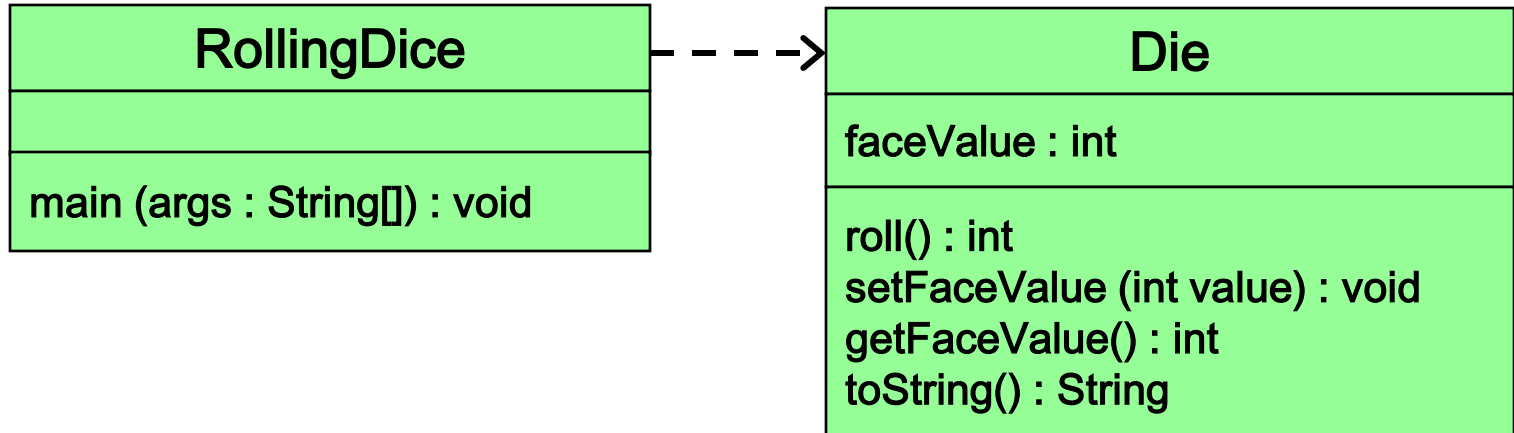 RollingDice
main (args : String[]) : void
Die
faceValue : int
roll() : int
setFaceValue (int value) : void
getFaceValue() : int
toString() : String